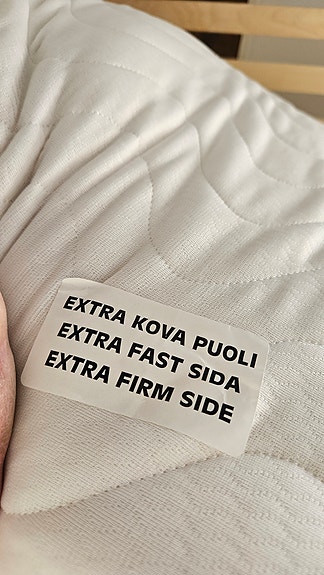 EXTRA KOVA PUOLI
EXTRA FAST SIDA
EXTRA FIRM SIDE